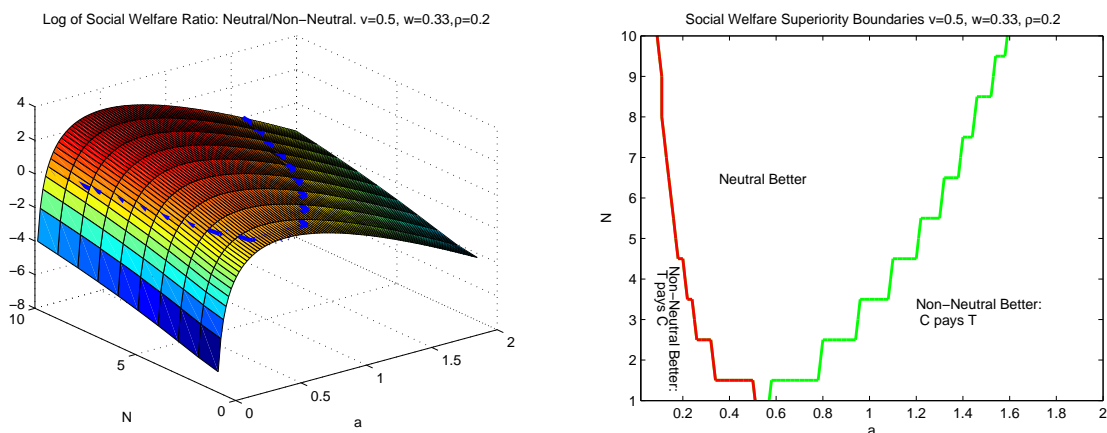 Log of Social Welfare Ratio: Neutral/Non−Neutral. v=0.5, w=0.33,ρ=0.2
4
2
0
−2
−4
−6
−8
10
5
0
N
0
0.5
1
1.5
2
a
Social Welfare Superiority Boundaries v=0.5, w=0.33, ρ=0.2
10
9
8
7
6
5
4
3
2
1
N
Neutral Better
Non−Neutral Better:
T pays C
Non−Neutral Better:
C pays T
0.2 0.4 0.6 0.8 1 1.2 1.4 1.6 1.8 2
a